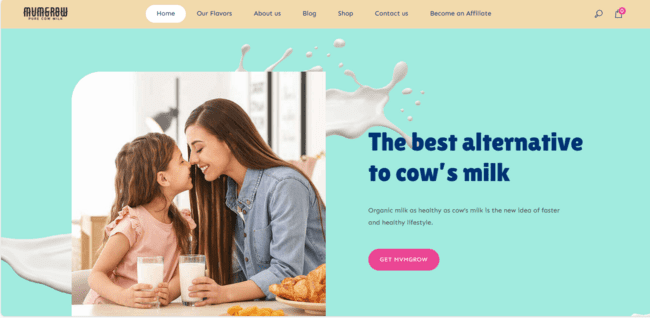 MVMGROW
PURE COW MILK
Home
Our Flavors
About us
Blog
Shop
Contact us
Become an Affiliate
0
The best alternative
to cow's milk
Organic milk as healthy as cow's milk is the new idea of faster
and healthy lifestyle.
GET MVMGROW